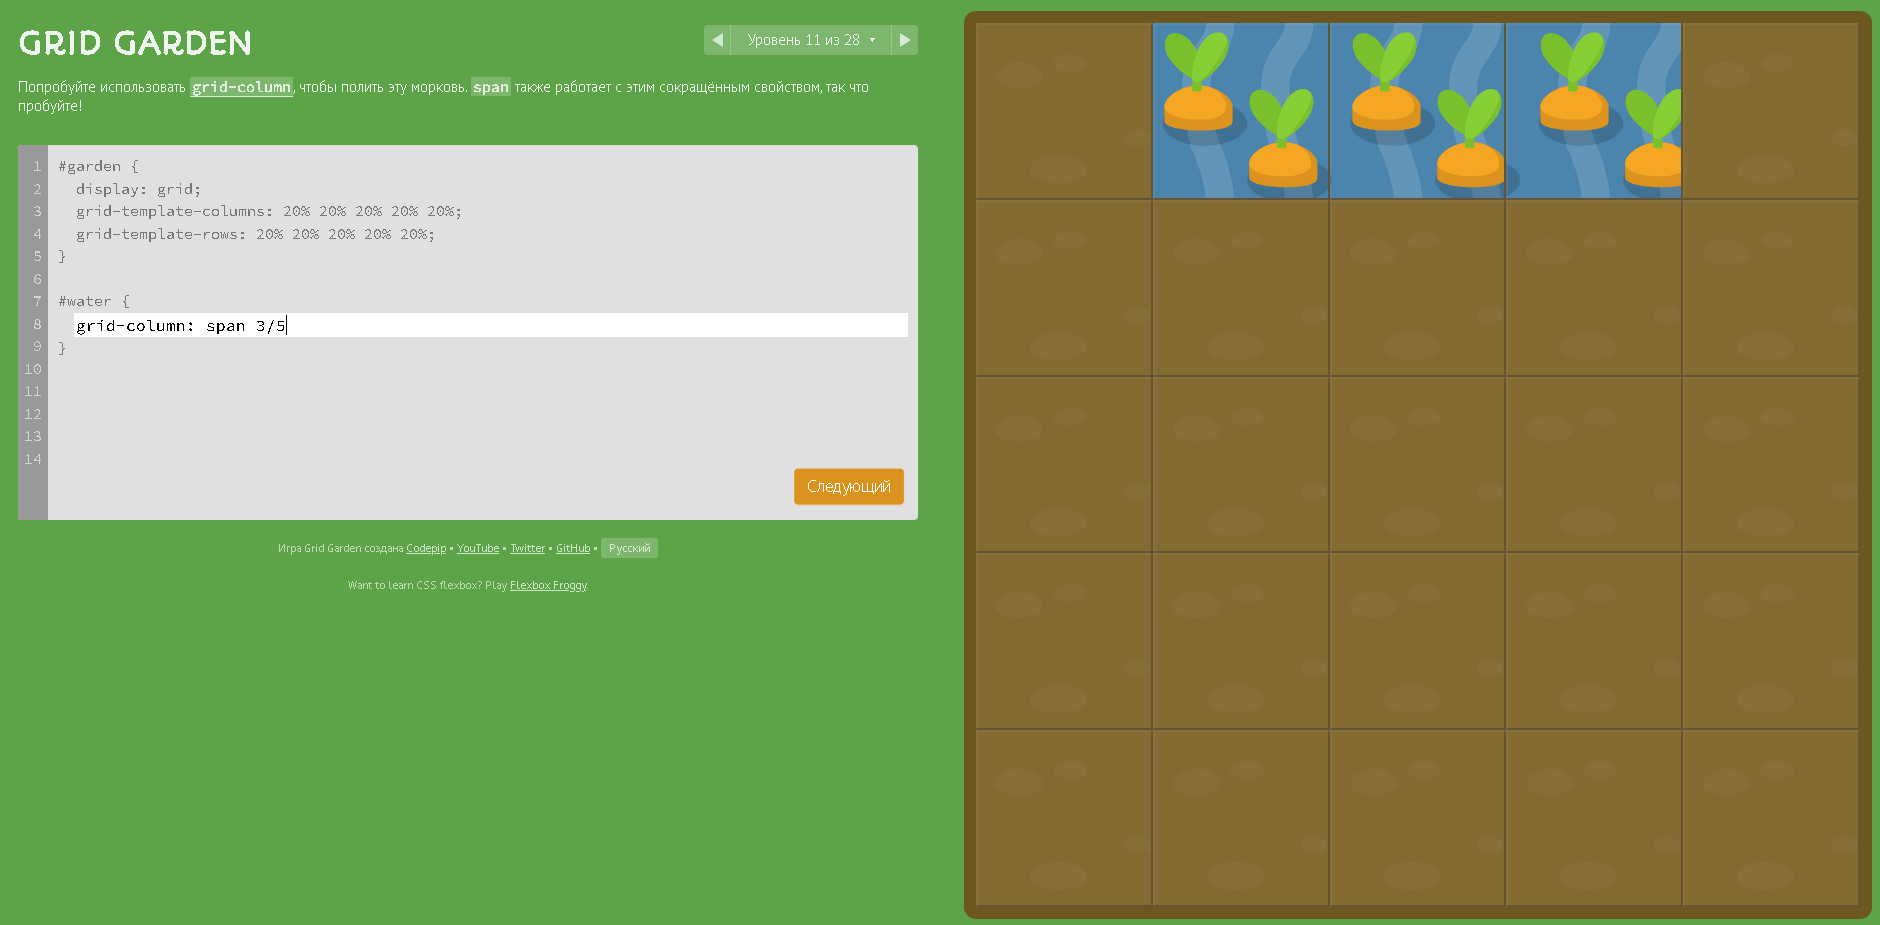 GRID GARDEN
Уровень 11 из 28 ▾
Попробуйте использовать grid-column, чтобы полить эту морковь. span также работает с этим сокращённым свойством, так что
пробуйте!
1 #garden {
2 display: grid;
3 grid-template-columns: 20% 20% 20% 20% 20%;
4 grid-template-rows: 20% 20% 20% 20% 20%;
5 }
6
7 #water {
8 grid-column: span 3/5
9 }
10
11
12
13
14
Следующий
Игра Grid Garden создана Codepip • YouTube • Twitter • GitHub • Русский
Want to learn CSS flexbox? Play Flexbox Froggy.